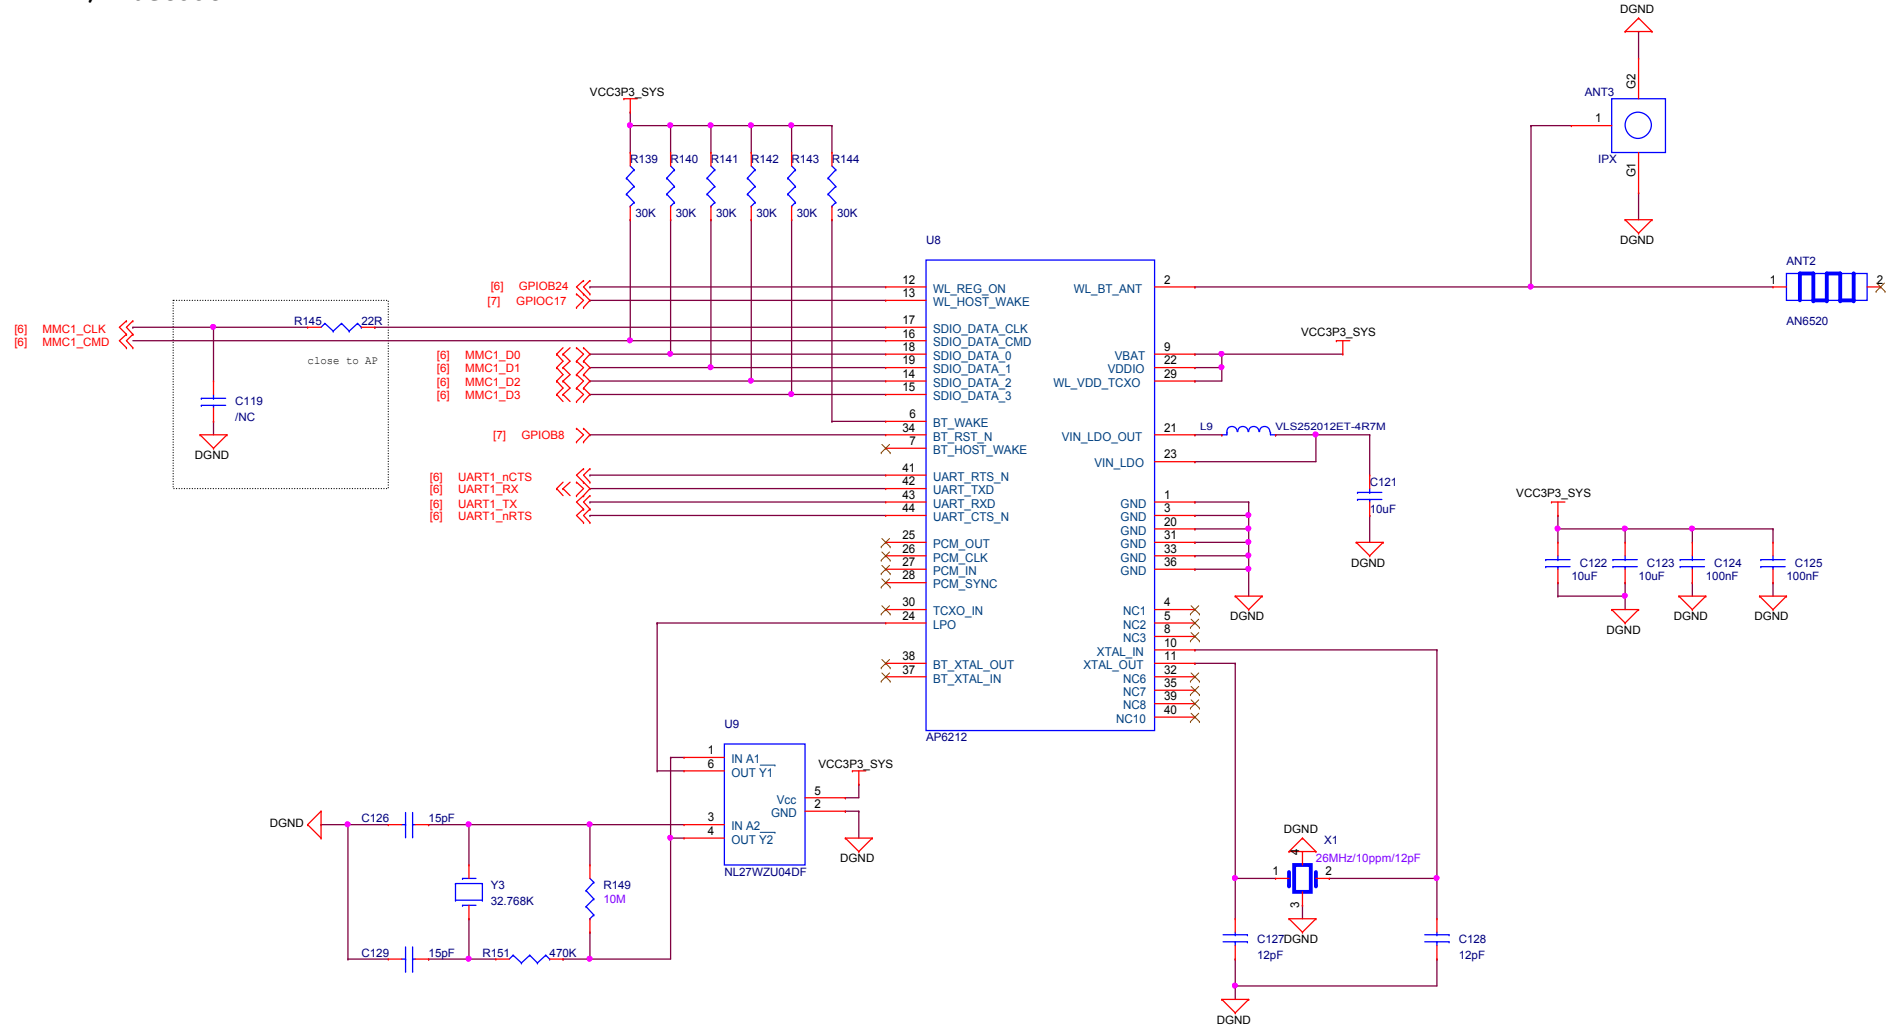 DGND
G2
ANT3
1
IPX
G1
DGND
VCC3P3_SYS
R139 R140 R141 R142 R143 R144
30K 30K 30K 30K 30K 30K
U8
[6] GPIOB24
[7] GPIOC17
[6] MMC1_CLK
[6] MMC1_CMD
R145 22R
close to AP
C119
/NC
DGND
[6] MMC1_D0
[6] MMC1_D1
[6] MMC1_D2
[6] MMC1_D3
[7] GPIOB8
[6] UART1_nCTS
[6] UART1_RX
[6] UART1_TX
[6] UART1_nRTS
12 WL_REG_ON
13 WL_HOST_WAKE
17 SDIO_DATA_CLK
16 SDIO_DATA_CMD
18 SDIO_DATA_0
19 SDIO_DATA_1
14 SDIO_DATA_2
15 SDIO_DATA_3
6 BT_WAKE
34 BT_RST_N
7 BT_HOST_WAKE
41 UART_RTS_N
42 UART_TXD
43 UART_RXD
44 UART_CTS_N
25 PCM_OUT
26 PCM_CLK
27 PCM_IN
28 PCM_SYNC
30 TCXO_IN
24 LPO
38 BT_XTAL_OUT
37 BT_XTAL_IN
WL_BT_ANT 2
VBAT 9
VDDIO 22
WL_VDD_TCXO 29
VIN_LDO_OUT 21
VIN_LDO 23
GND 1
GND 3
GND 20
GND 31
GND 33
GND 36
NC1 4
NC2 5
NC3 8
XTAL_IN 10
XTAL_OUT 11
NC6 32
NC7 35
NC8 39
NC10 40
AP6212
ANT2
1 2
AN6520
VCC3P3_SYS
L9 VLS252012ET-4R7M
C121
10uF
DGND
DGND
VCC3P3_SYS
C122 C123 C124 C125
10uF 10uF 100nF 100nF
DGND DGND DGND
U9
1 IN A1
6 OUT Y1
3 IN A2
4 OUT Y2
Vcc 5
GND 2
NL27WZU04DF
VCC3P3_SYS
DGND
DGND
C126 15pF
Y3
32.768K
R149
10M
C129 15pF
R151 470K
DGND
X1
26MHz/10ppm/12pF
4
1 2
3
DGND
C127
12pF
C128
12pF
DGND